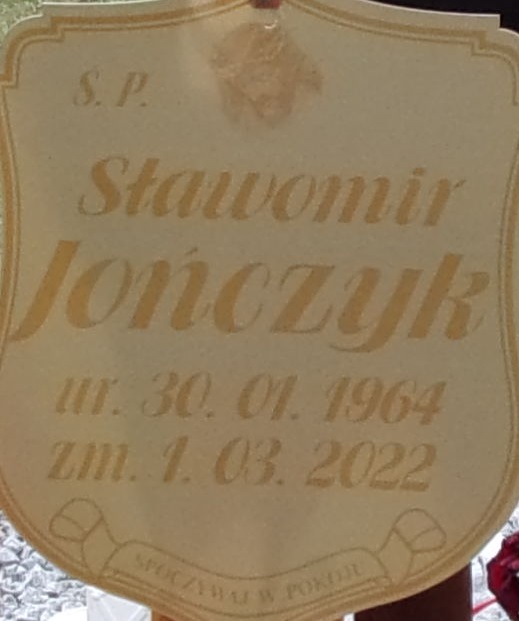 S. P.
Sławomir
Jończyk
ur. 30. 01. 1964
zm. 1. 03. 2022
SPOCZYWAJ W POKOJU